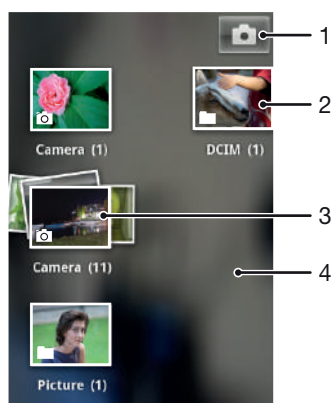 1
2
Camera (1)
DCIM (1)
3
Camera (11)
4
Picture (1)